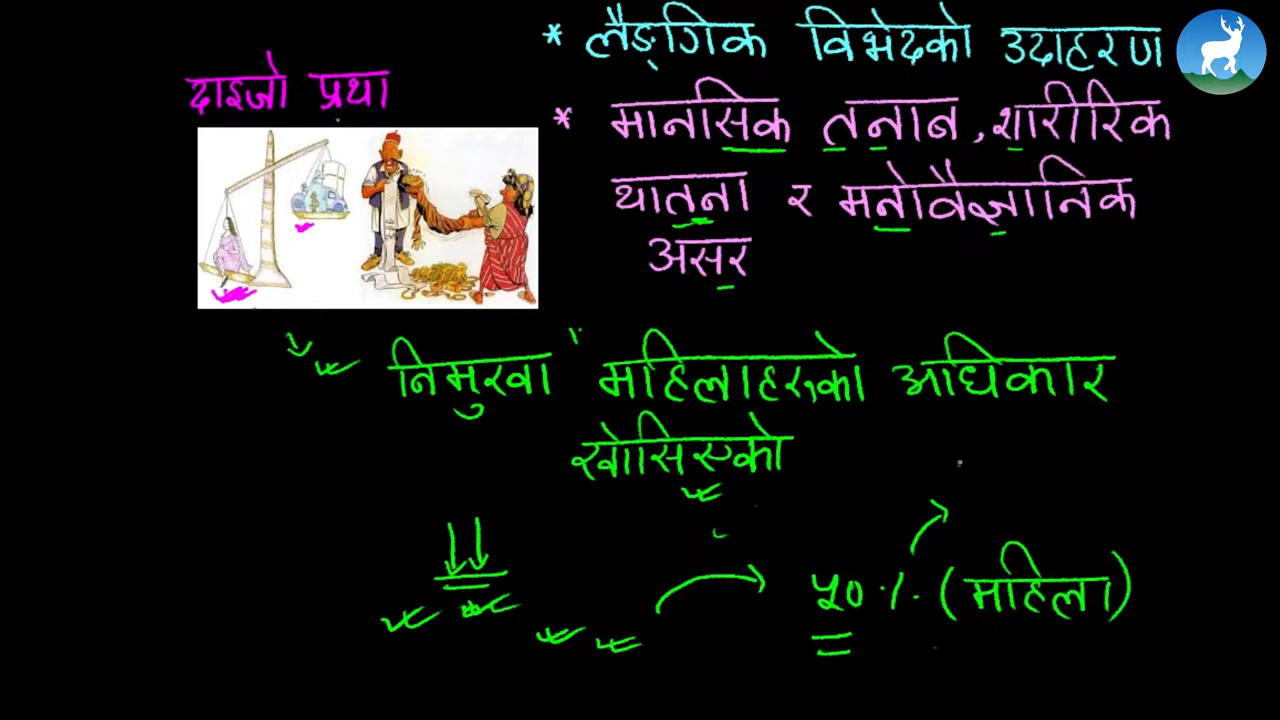 * लैङ्गिक विभेदको उदाहरण
दाइजो प्रथा
* मानसिक तनाब, शारीरिक
यातना र मनोवैज्ञानिक
असर
निमुखा महिलाहरुको अधिकार
खोसिएको
५० % (महिला)